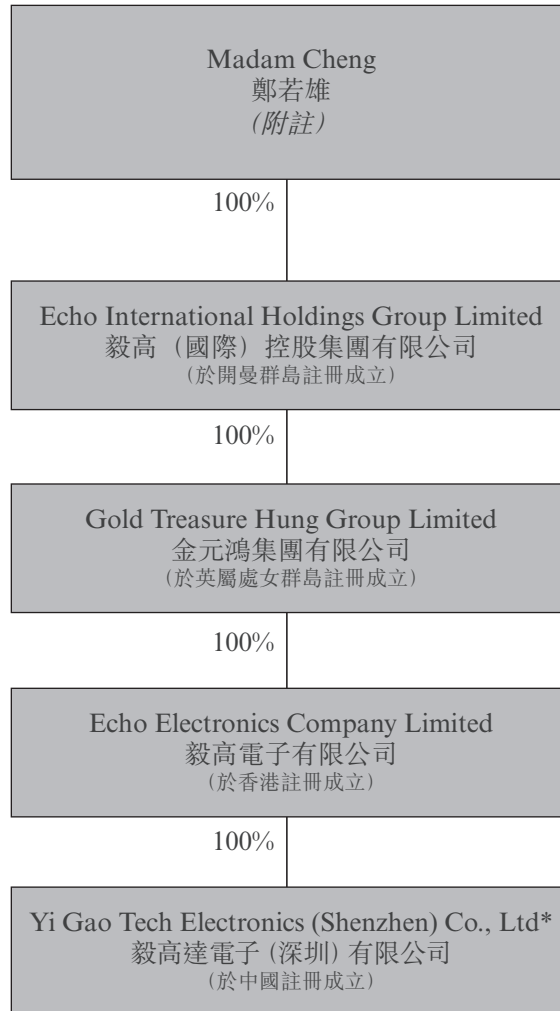 Madam Cheng
鄭若雄
(附註)
100%
Echo International Holdings Group Limited
毅高（國際）控股集團有限公司
(於開曼群島註冊成立)
100%
Gold Treasure Hung Group Limited
金元鴻集團有限公司
(於英屬處女群島註冊成立)
100%
Echo Electronics Company Limited
毅高電子有限公司
(於香港註冊成立)
100%
Yi Gao Tech Electronics (Shenzhen) Co., Ltd*
毅高達電子(深圳)有限公司
(於中國註冊成立)